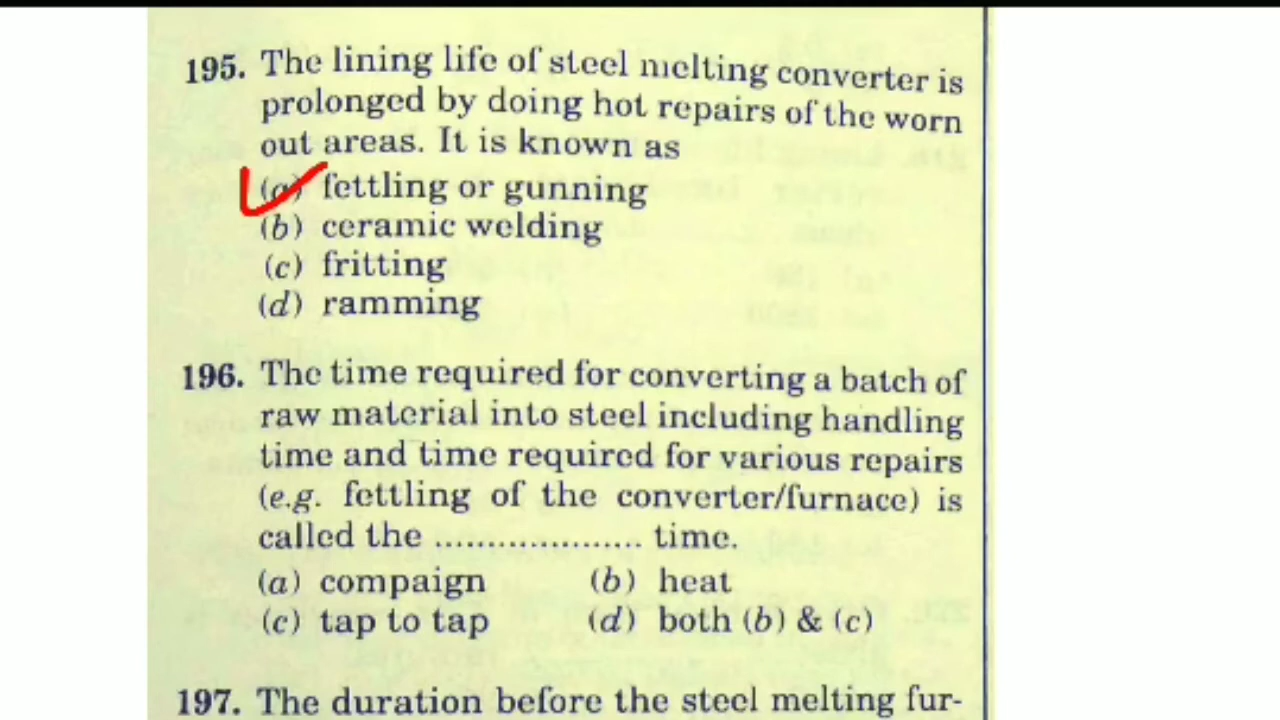 195. The lining life of steel melting converter is
prolonged by doing hot repairs of the worn
out areas. It is known as
(a) fettling or gunning
(b) ceramic welding
(c) fritting
(d) ramming
196. The time required for converting a batch of
raw material into steel including handling
time and time required for various repairs
(e.g. fettling of the converter/furnace) is
called the ..................... time.
(a) compaign (b) heat
(c) tap to tap (d) both (b) & (c)
197. The duration before the steel melting fur-